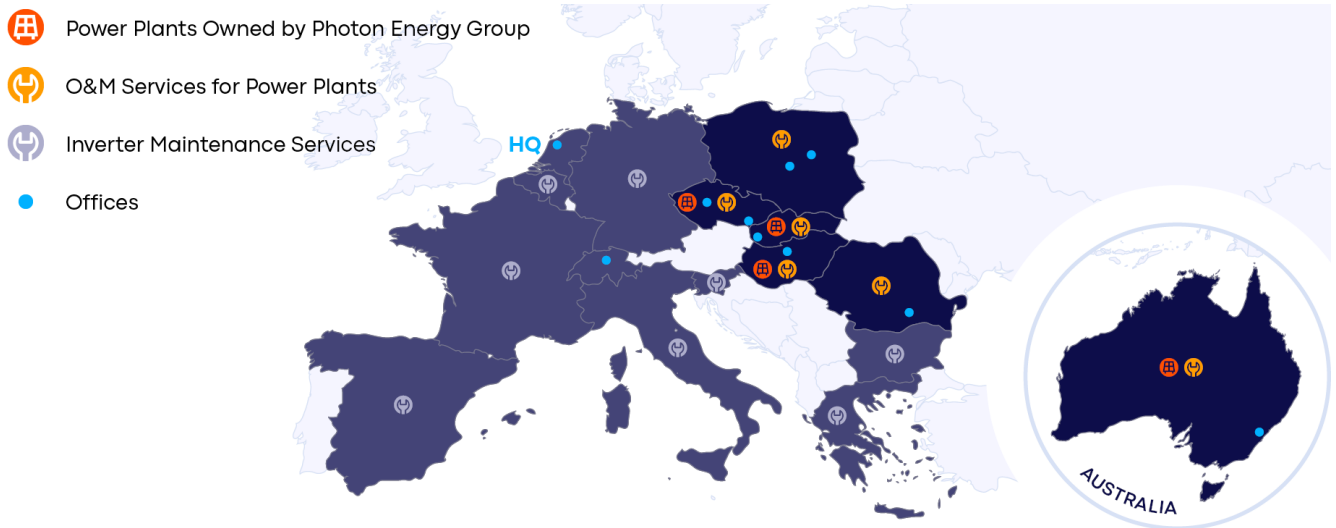 Power Plants Owned by Photon Energy Group
O&M Services for Power Plants
Inverter Maintenance Services
HQ
Offices
AUSTRALIA